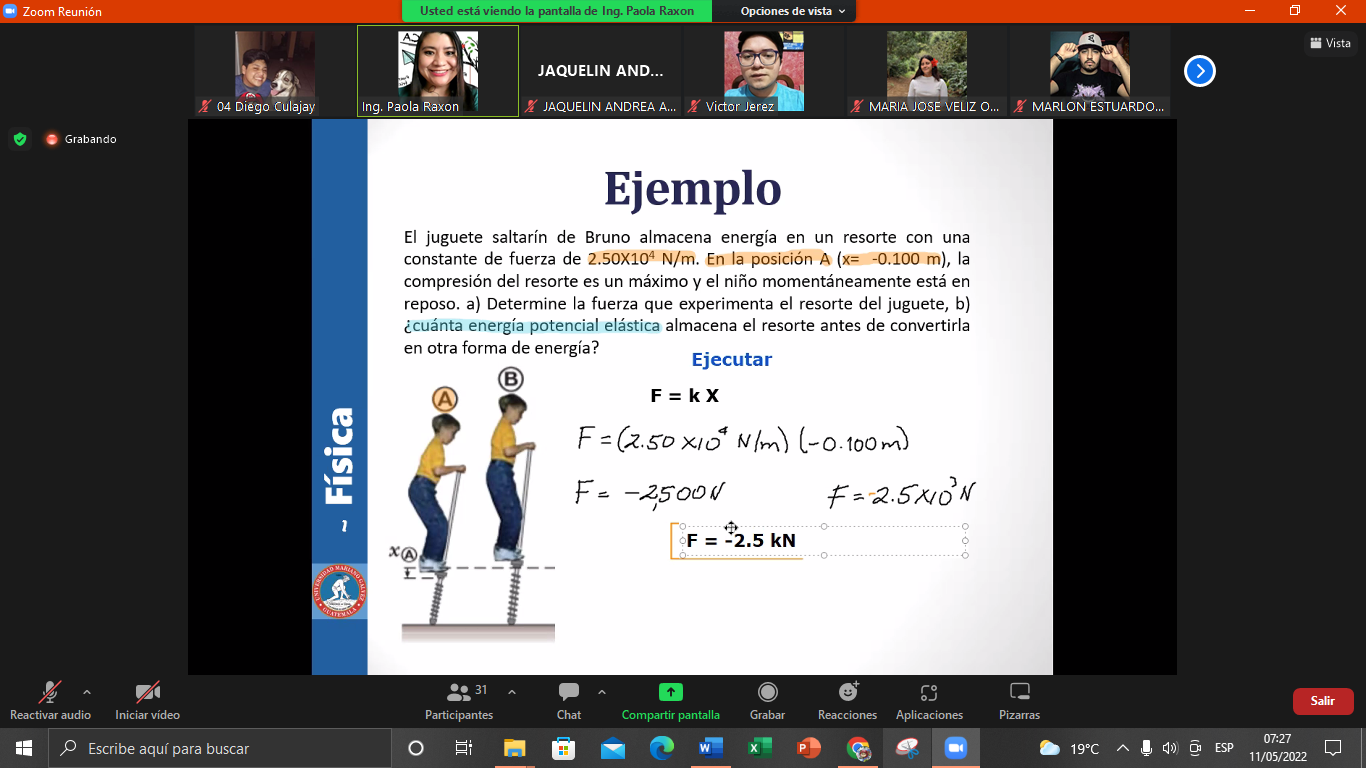 Zoom Reunión
Usted está viendo la pantalla de Ing. Paola Raxon
Opciones de vista
04 Diego Culajay
Ing. Paola Raxon
JAQUELIN AND...
JAQUELIN ANDREA A...
Victor Jerez
MARIA JOSE VELIZ O...
MARLON ESTUARDO...
Vista
Grabando
Ejemplo
El juguete saltarín de Bruno almacena energía en un resorte con una
constante de fuerza de 2.50X10⁴ N/m. En la posición A (x= -0.100 m), la
compresión del resorte es un máximo y el niño momentáneamente está en
reposo. a) Determine la fuerza que experimenta el resorte del juguete, b)
¿cuánta energía potencial elástica almacena el resorte antes de convertirla
en otra forma de energía?
Ejecutar
F = k X
F = (2.50 x10⁴ N/m) (-0.100m)
F = -2,500N
F = -2.5x10³ N
F = -2.5 kN
A
B
x A
~ Física
UNIVERSIDAD MARIANO GALVEZ
GUATEMALA
Reactivar audio
Iniciar vídeo
31
Participantes
Chat
Compartir pantalla
Grabar
Reacciones
Aplicaciones
Pizarras
Salir
Escribe aquí para buscar
19°C
ESP
07:27
11/05/2022